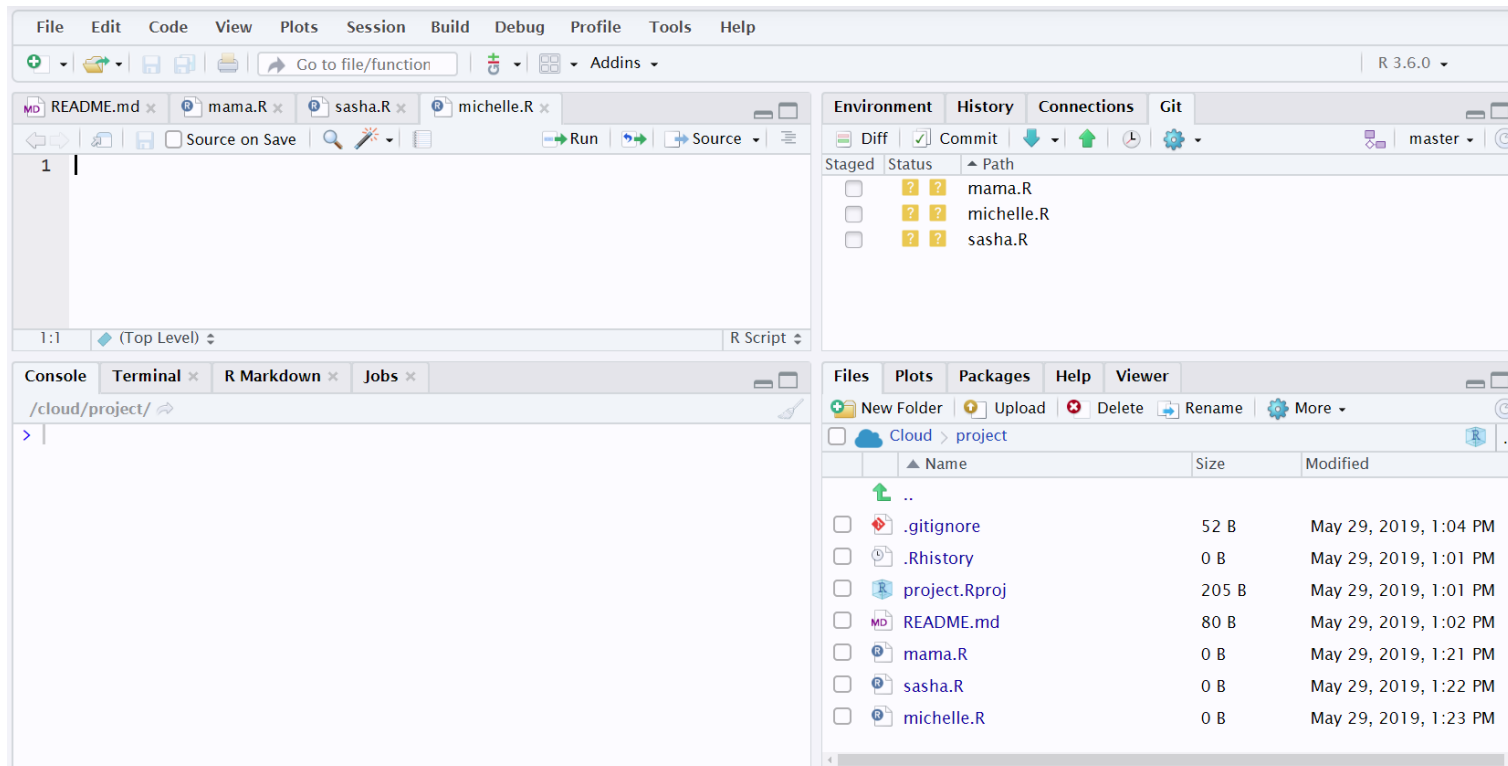 File Edit Code View Plots Session Build Debug Profile Tools Help
Go to file/function Addins R 3.6.0
MD README.md mama.R sasha.R michelle.R
Source on Save Run Source
1
1:1 (Top Level) R Script
Environment History Connections Git
Diff Commit master
Staged Status Path
? ? mama.R
? ? michelle.R
? ? sasha.R
Console Terminal R Markdown Jobs
/cloud/project/
>
Files Plots Packages Help Viewer
New Folder Upload Delete Rename More
Cloud project
Name Size Modified
..
.gitignore 52 B May 29, 2019, 1:04 PM
.Rhistory 0 B May 29, 2019, 1:01 PM
project.Rproj 205 B May 29, 2019, 1:01 PM
MD README.md 80 B May 29, 2019, 1:02 PM
mama.R 0 B May 29, 2019, 1:21 PM
sasha.R 0 B May 29, 2019, 1:22 PM
michelle.R 0 B May 29, 2019, 1:23 PM